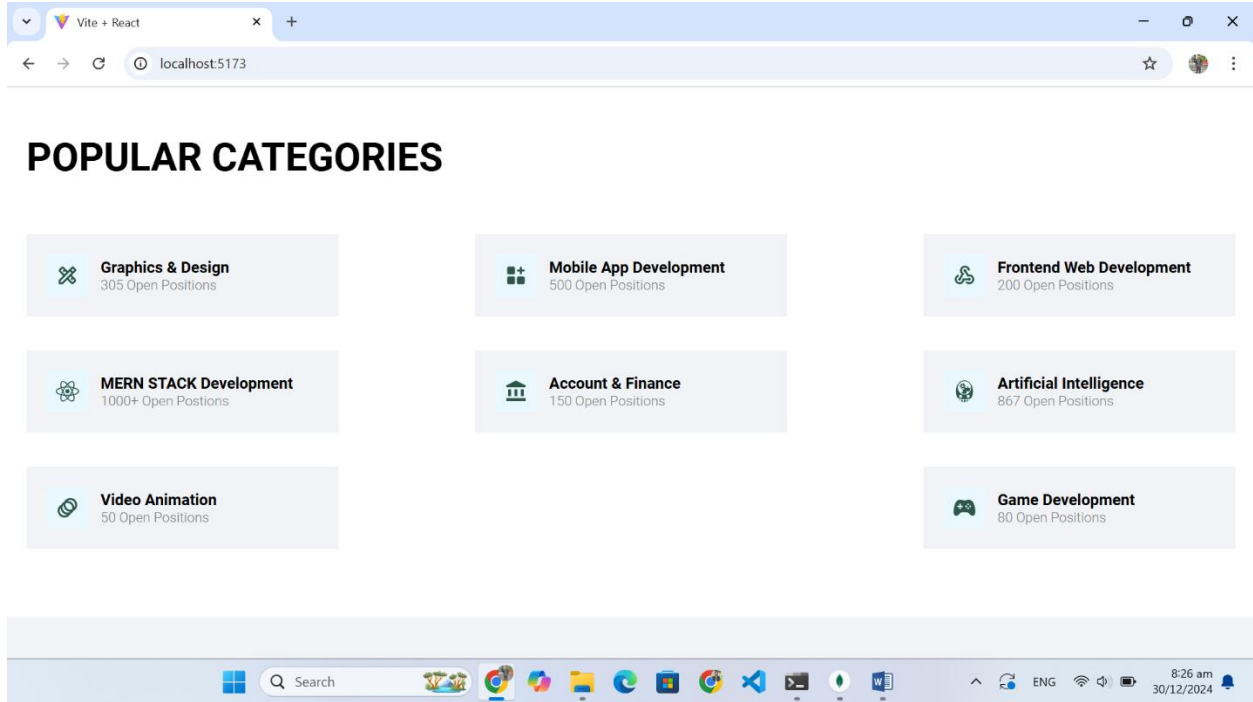 Vite + React
localhost:5173
POPULAR CATEGORIES
Graphics & Design
305 Open Positions
Mobile App Development
500 Open Positions
Frontend Web Development
200 Open Positions
MERN STACK Development
1000+ Open Postions
Account & Finance
150 Open Positions
Artificial Intelligence
867 Open Positions
Video Animation
50 Open Positions
Game Development
80 Open Positions
Search
ENG
8:26 am
30/12/2024